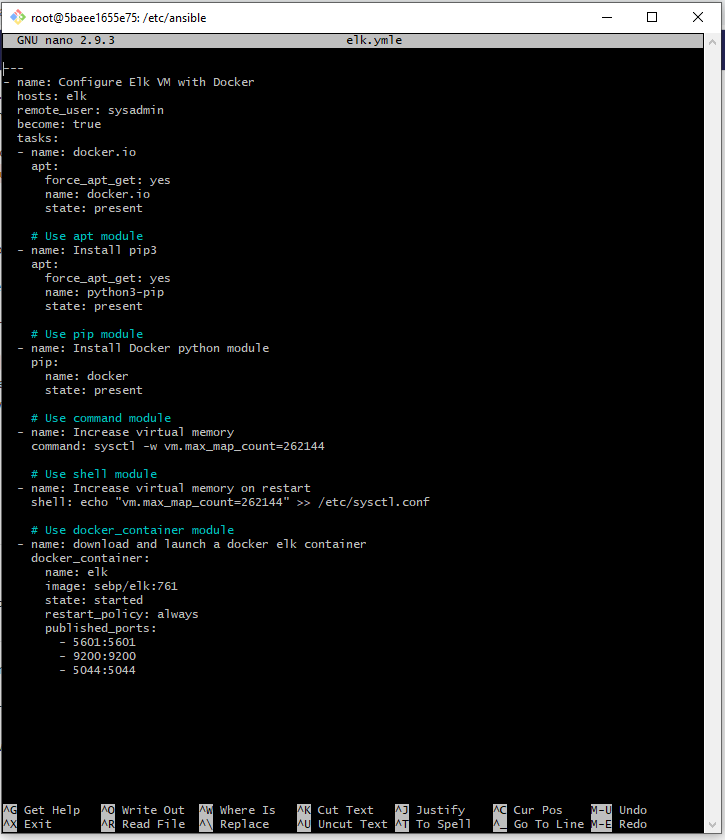 root@5baee1655e75: /etc/ansible
GNU nano 2.9.3 elk.ymle
---
- name: Configure Elk VM with Docker
  hosts: elk
  remote_user: sysadmin
  become: true
  tasks:
  - name: docker.io
    apt:
      force_apt_get: yes
      name: docker.io
      state: present
    # Use apt module
  - name: Install pip3
    apt:
      force_apt_get: yes
      name: python3-pip
      state: present
    # Use pip module
  - name: Install Docker python module
    pip:
      name: docker
      state: present
    # Use command module
  - name: Increase virtual memory
    command: sysctl -w vm.max_map_count=262144
    # Use shell module
  - name: Increase virtual memory on restart
    shell: echo "vm.max_map_count=262144" >> /etc/sysctl.conf
    # Use docker_container module
  - name: download and launch a docker elk container
    docker_container:
      name: elk
      image: sebp/elk:761
      state: started
      restart_policy: always
      published_ports:
        - 5601:5601
        - 9200:9200
        - 5044:5044
^G Get Help ^O Write Out ^W Where Is ^K Cut Text ^J Justify ^C Cur Pos M-U Undo
^X Exit ^R Read File ^\ Replace ^U Uncut Text ^T To Spell ^_ Go To Line M-E Redo